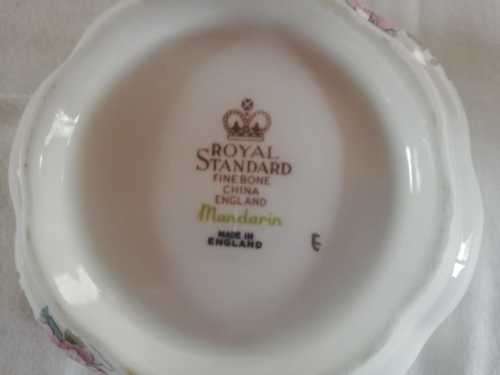 ROYAL
STANDARD
FINE BONE
CHINA
ENGLAND
Mandarin
MADE IN
ENGLAND
E